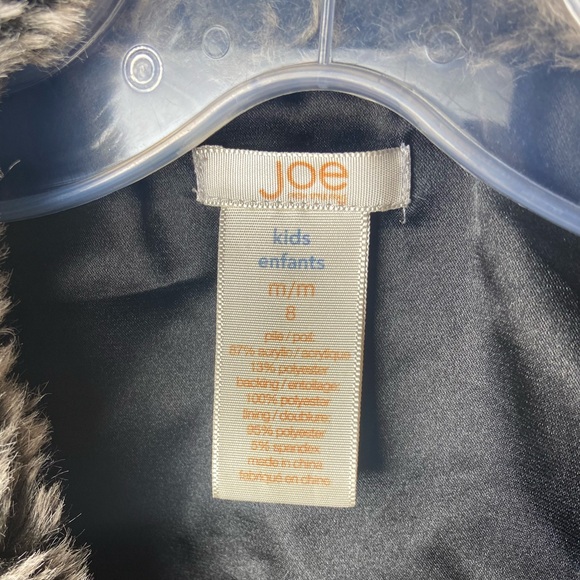 joe
kids
enfants
m/m
8
pile / poil
87% acrylic / acrylique
13% polyester
backing / entoilage
100% polyester
lining / doublure
95% polyester
5% spandex
made in china
fabriqué en chine